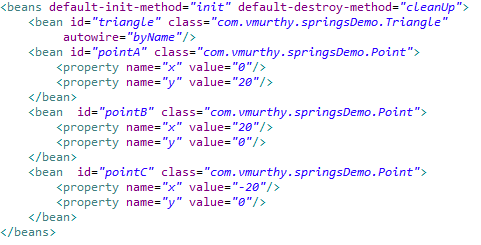 <beans default-init-method="init" default-destroy-method="cleanUp">
    <bean id="triangle" class="com.vmurthy.springsDemo.Triangle"
         autowire="byName"/>
    <bean id="pointA" class="com.vmurthy.springsDemo.Point">
        <property name="x" value="0"/>
        <property name="y" value="20"/>
    </bean>
    <bean  id="pointB" class="com.vmurthy.springsDemo.Point">
        <property name="x" value="20"/>
        <property name="y" value="0"/>
    </bean>
    <bean  id="pointC" class="com.vmurthy.springsDemo.Point">
        <property name="x" value="-20"/>
        <property name="y" value="0"/>
    </bean>
</beans>